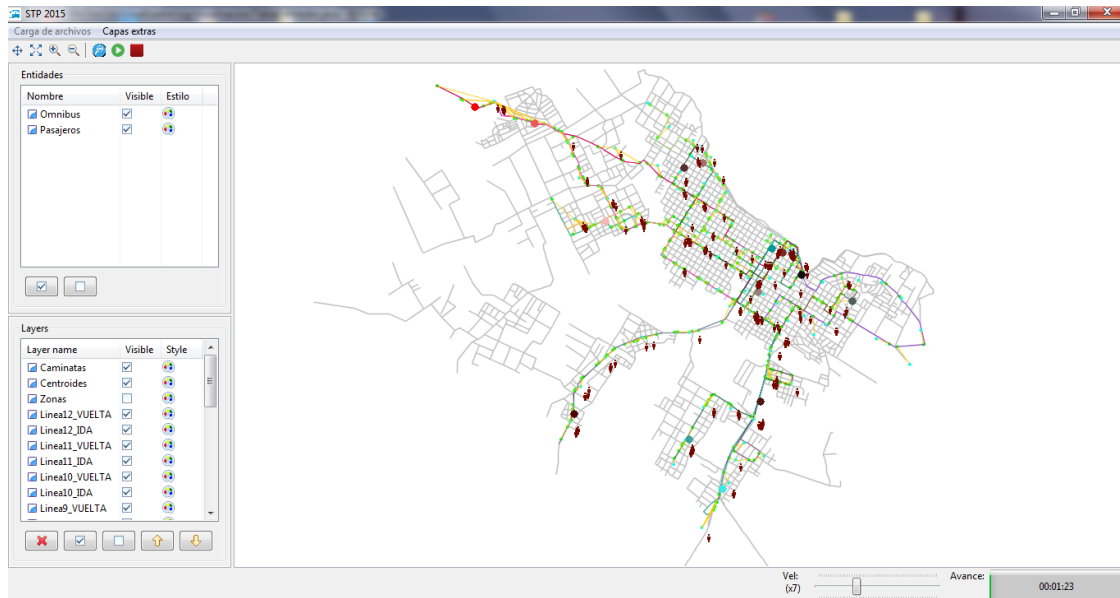 STP 2015
Carga de archivos Capas extras
Entidades
Nombre Visible Estilo
Omnibus
Pasajeros
Layers
Layer name Visible Style
Caminatas
Centroides
Zonas
Linea12_VUELTA
Linea12_IDA
Linea11_VUELTA
Linea11_IDA
Linea10_VUELTA
Linea10_IDA
Linea9_VUELTA
Vel:
(x7)
Avance:
00:01:23